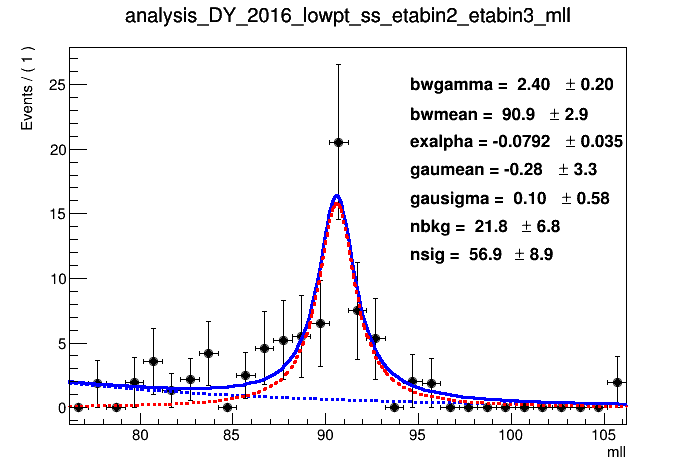 analysis_DY_2016_lowpt_ss_etabin2_etabin3_mll
Events / ( 1 )
25
20
15
10
5
0
bwgamma = 2.40 ± 0.20
bwmean = 90.9 ± 2.9
exalpha = -0.0792 ± 0.035
gaumean = -0.28 ± 3.3
gausigma = 0.10 ± 0.58
nbkg = 21.8 ± 6.8
nsig = 56.9 ± 8.9
80 85 90 95 100 105
mll